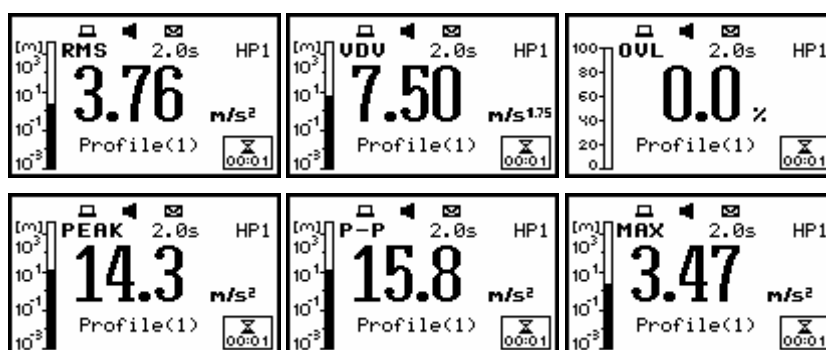 [m] RMS 2.0s HP1
10³
10¹
3.76 m/s²
10⁻¹
Profile(1)
10⁻³
00:01
[m] VDV 2.0s HP1
10³
10¹
7.50 m/s¹·⁷⁵
10⁻¹
Profile(1)
10⁻³
00:01
100 OVL 2.0s HP1
80
60
0.0 %
40
20 Profile(1)
0
00:01
[m] PEAK 2.0s HP1
10³
10¹
14.3 m/s²
10⁻¹
Profile(1)
10⁻³
00:01
[m] P-P 2.0s HP1
10³
10¹
15.8 m/s²
10⁻¹
Profile(1)
10⁻³
00:01
[m] MAX 2.0s HP1
10³
10¹
3.47 m/s²
10⁻¹
Profile(1)
10⁻³
00:01